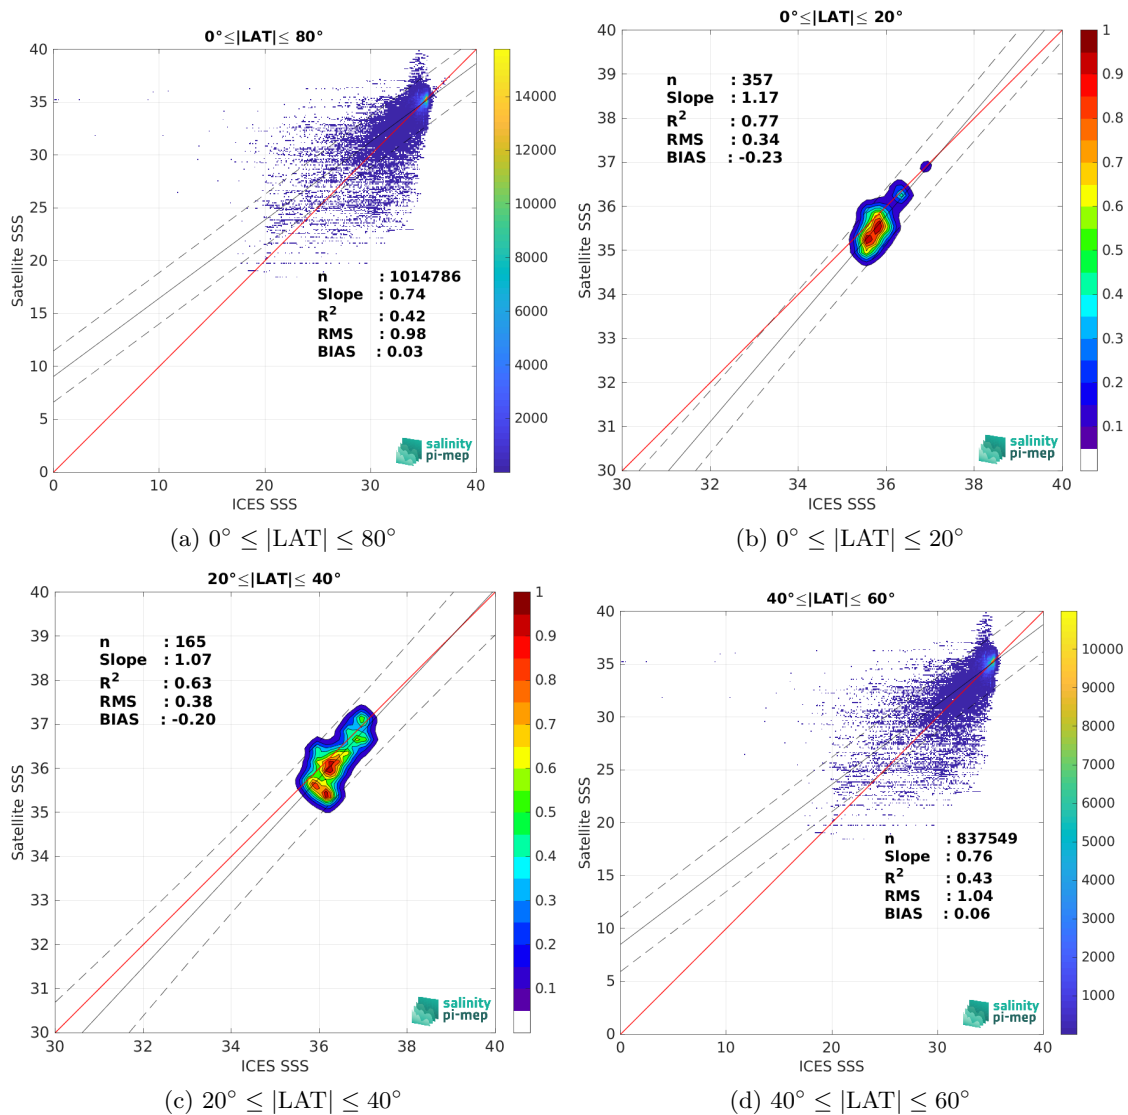 0°≤|LAT|≤ 80°
40
35
30
25
20
15
10
5
0
0
10
20
30
40
Satellite SSS
ICES SSS
n : 1014786
Slope : 0.74
R² : 0.42
RMS : 0.98
BIAS : 0.03
14000
12000
10000
8000
6000
4000
2000
salinity
pi-mep
(a) 0° ≤ |LAT| ≤ 80°
0°≤|LAT|≤ 20°
40
39
38
37
36
35
34
33
32
31
30
30
32
34
36
38
40
Satellite SSS
ICES SSS
n : 357
Slope : 1.17
R² : 0.77
RMS : 0.34
BIAS : -0.23
1
0.9
0.8
0.7
0.6
0.5
0.4
0.3
0.2
0.1
salinity
pi-mep
(b) 0° ≤ |LAT| ≤ 20°
20°≤|LAT|≤ 40°
40
39
38
37
36
35
34
33
32
31
30
30
32
34
36
38
40
Satellite SSS
ICES SSS
n : 165
Slope : 1.07
R² : 0.63
RMS : 0.38
BIAS : -0.20
1
0.9
0.8
0.7
0.6
0.5
0.4
0.3
0.2
0.1
salinity
pi-mep
(c) 20° ≤ |LAT| ≤ 40°
40°≤|LAT|≤ 60°
40
35
30
25
20
15
10
5
0
0
10
20
30
40
Satellite SSS
ICES SSS
n : 837549
Slope : 0.76
R² : 0.43
RMS : 1.04
BIAS : 0.06
10000
9000
8000
7000
6000
5000
4000
3000
2000
1000
salinity
pi-mep
(d) 40° ≤ |LAT| ≤ 60°